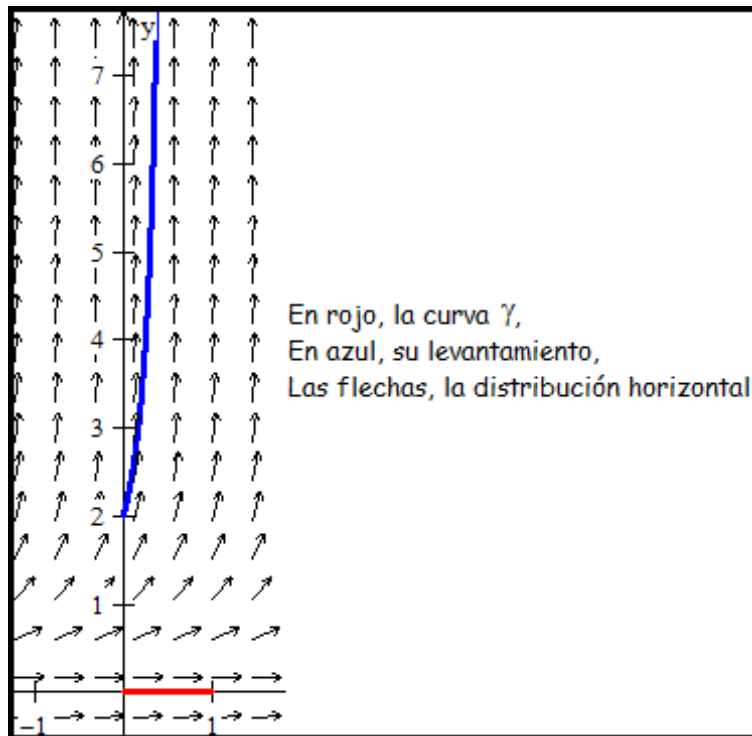 y
7
6
5
4
3
2
1
-1 1
En rojo, la curva γ,
En azul, su levantamiento,
Las flechas, la distribución horizontal